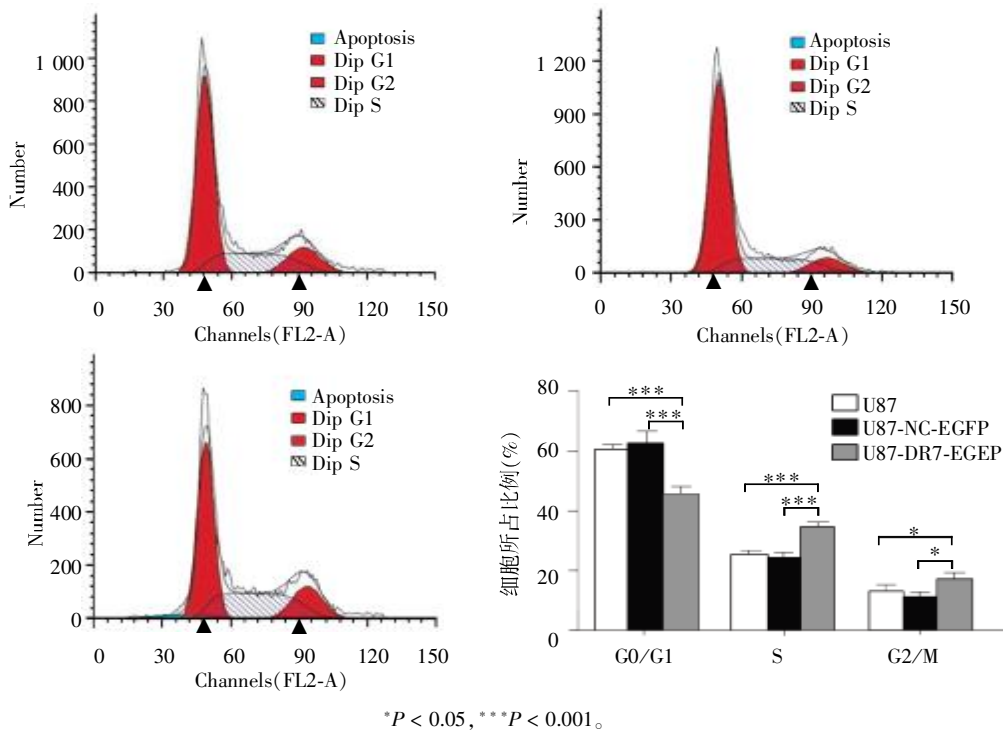 Number
1 000
800
600
400
200
0
0
30
60
90
120
150
Channels(FL2-A)
Apoptosis
Dip G1
Dip G2
Dip S
Number
1 200
900
600
300
0
0
30
60
90
120
150
Channels(FL2-A)
Apoptosis
Dip G1
Dip G2
Dip S
Number
800
600
400
200
0
0
30
60
90
120
150
Channels(FL2-A)
Apoptosis
Dip G1
Dip G2
Dip S
细胞所占比例(%)
80
60
40
20
0
***
***
***
***
*
*
U87
U87-NC-EGFP
U87-DR7-EGEP
G0/G1
S
G2/M
*P < 0.05, ***P < 0.001。